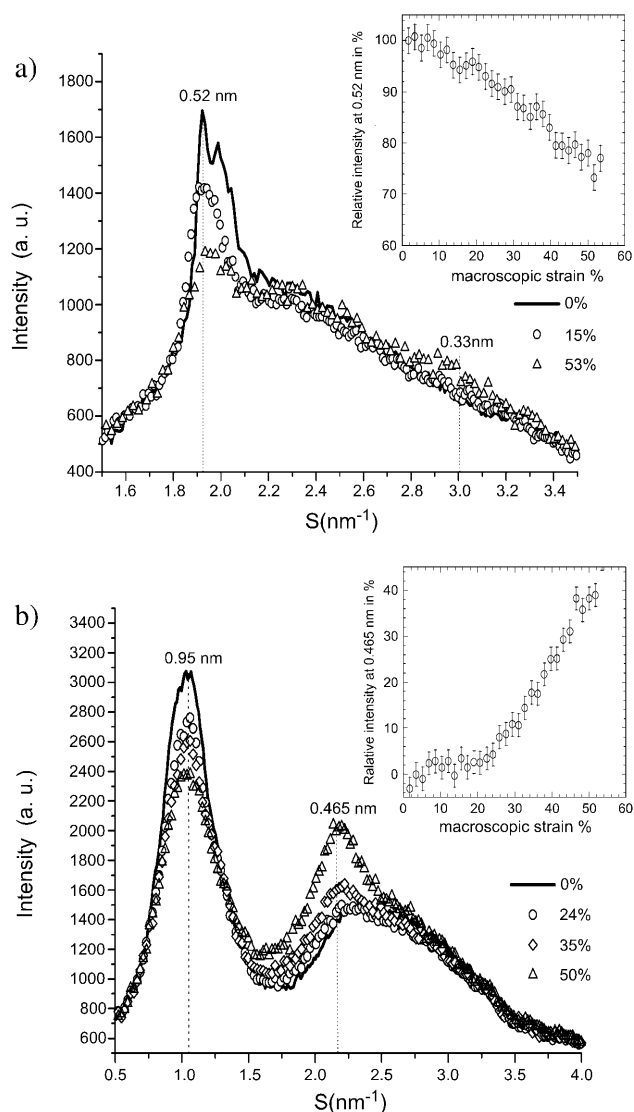 a)
0.52 nm
0.33nm
Intensity (a. u.)
1800
1600
1400
1200
1000
800
600
400
1.6 1.8 2.0 2.2 2.4 2.6 2.8 3.0 3.2 3.4
S(nm-1)
Relative intensity at 0.52 nm in %
100
90
80
70
60
0 10 20 30 40 50 60
macroscopic strain %
0%
15%
53%
b)
0.95 nm
0.465 nm
Intensity (a. u.)
3400
3200
3000
2800
2600
2400
2200
2000
1800
1600
1400
1200
1000
800
600
0.5 1.0 1.5 2.0 2.5 3.0 3.5 4.0
S(nm-1)
Ralative intensity at 0.465 nm in %
40
30
20
10
0
0 10 20 30 40 50 60
macroscopic strain %
0%
24%
35%
50%